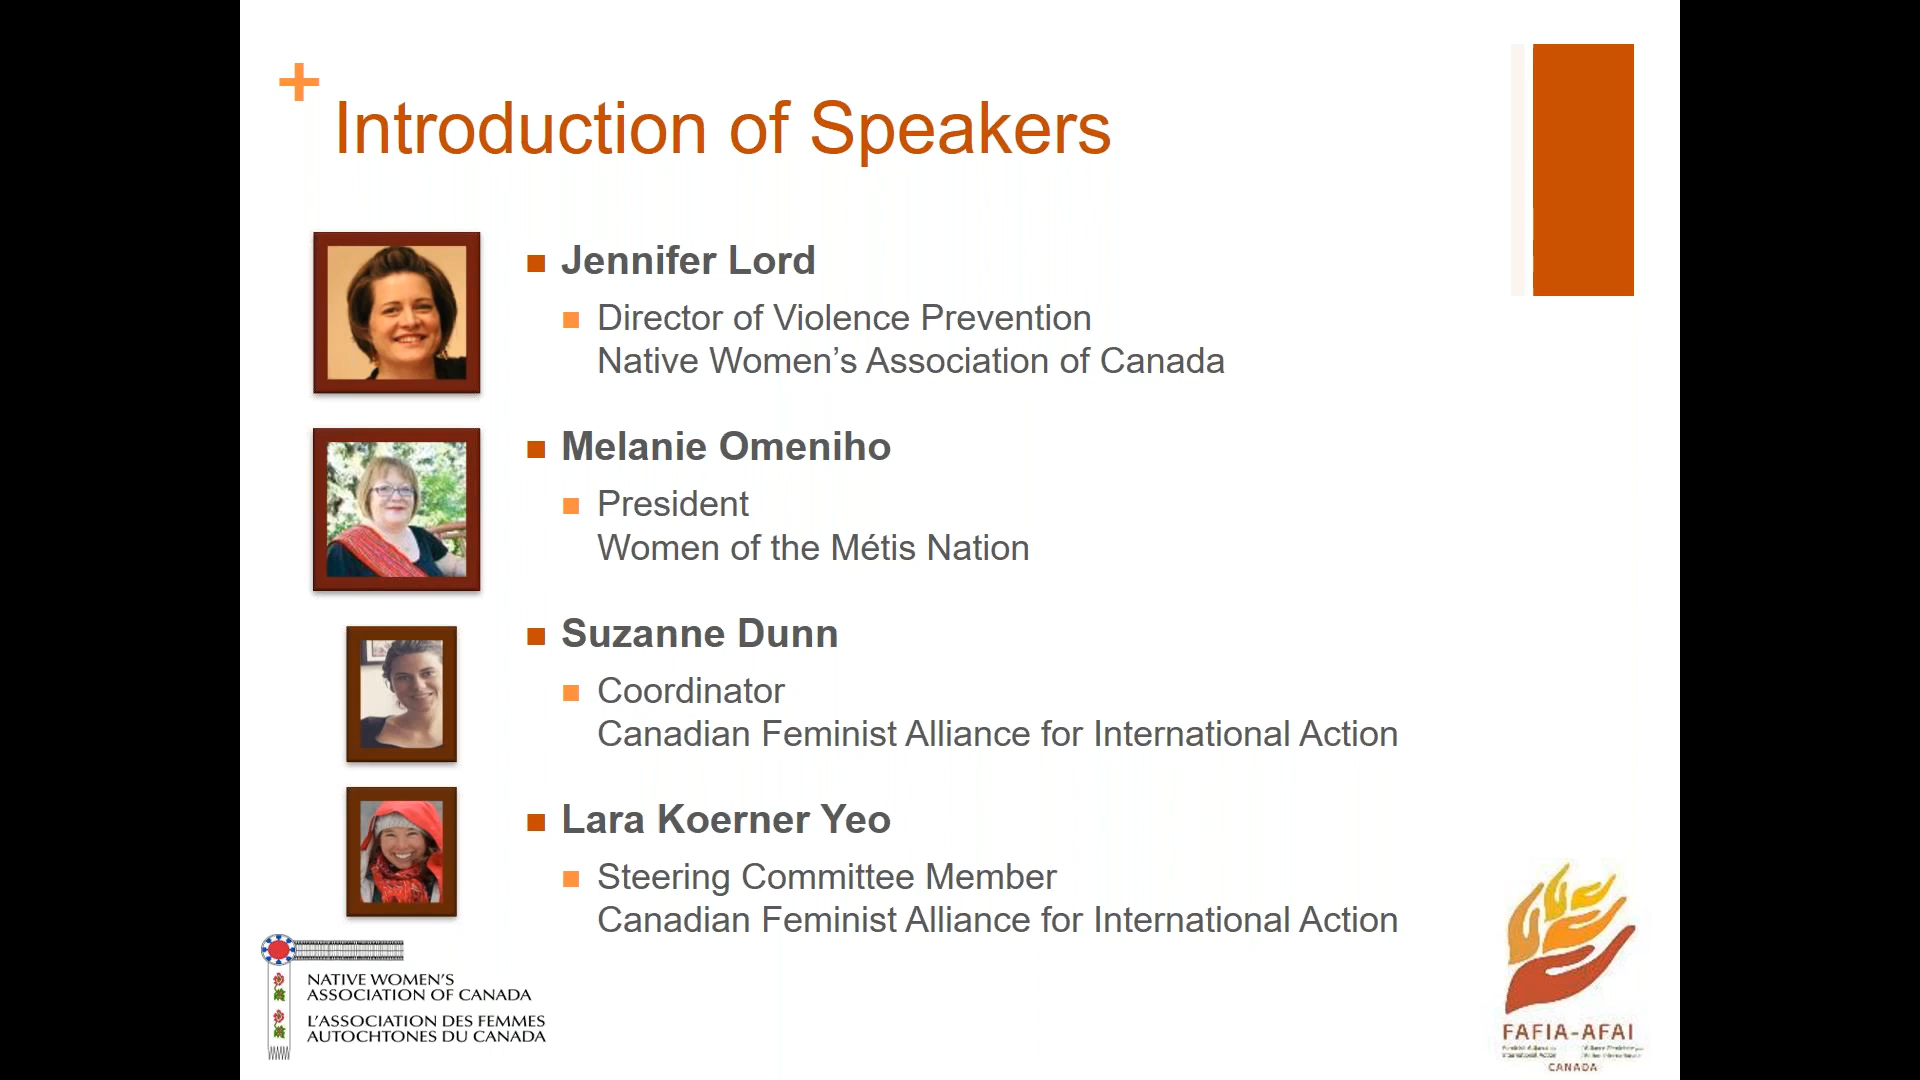 +
Introduction of Speakers
Jennifer Lord
Director of Violence Prevention
Native Women’s Association of Canada
Melanie Omeniho
President
Women of the Métis Nation
Suzanne Dunn
Coordinator
Canadian Feminist Alliance for International Action
Lara Koerner Yeo
Steering Committee Member
Canadian Feminist Alliance for International Action
NATIVE WOMEN’S
ASSOCIATION OF CANADA
L’ASSOCIATION DES FEMMES
AUTOCHTONES DU CANADA
FAFIA-AFAI
International Action
CANADA